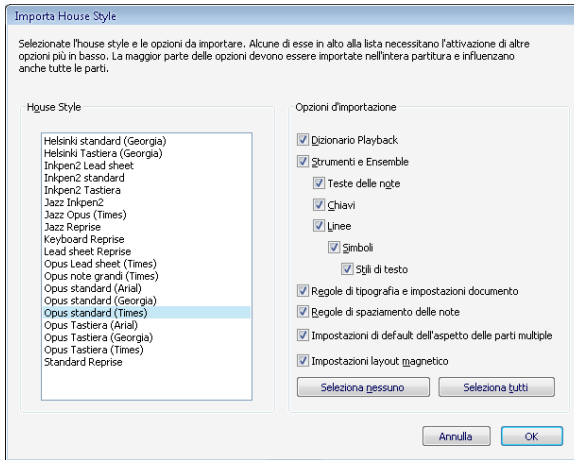 Importa House Style
Selezionate l'house style e le opzioni da importare. Alcune di esse in alto alla lista necessitano l'attivazione di altre
opzioni più in basso. La maggior parte delle opzioni devono essere importate nell'intera partitura e influenzano
anche tutte le parti.
House Style
Helsinki standard (Georgia)
Helsinki Tastiera (Georgia)
Inkpen2 Lead sheet
Inkpen2 standard
Inkpen2 Tastiera
Jazz Inkpen2
Jazz Opus (Times)
Jazz Reprise
Keyboard Reprise
Lead sheet Reprise
Opus Lead sheet (Times)
Opus note grandi (Times)
Opus standard (Arial)
Opus standard (Georgia)
Opus standard (Times)
Opus Tastiera (Arial)
Opus Tastiera (Georgia)
Opus Tastiera (Times)
Standard Reprise
Opzioni d'importazione
Dizionario Playback
Strumenti e Ensemble
Teste delle note
Chiavi
Linee
Simboli
Stili di testo
Regole di tipografia e impostazioni documento
Regole di spaziamento delle note
Impostazioni di default dell'aspetto delle parti multiple
Impostazioni layout magnetico
Seleziona nessuno
Seleziona tutti
Annulla
OK